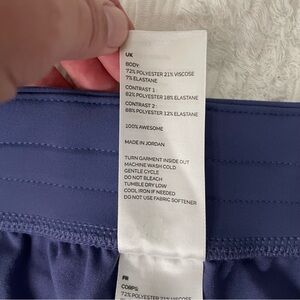 UK
BODY:
72% POLYESTER 21% VISCOSE
7% ELASTANE
CONTRAST 1 :
82% POLYESTER 18% ELASTANE
CONTRAST 2 :
88% POLYESTER 12% ELASTANE
100% AWESOME
MADE IN JORDAN
TURN GARMENT INSIDE OUT
MACHINE WASH COLD
GENTLE CYCLE
DO NOT BLEACH
TUMBLE DRY LOW
COOL IRON IF NEEDED
DO NOT USE FABRIC SOFTENER
FR
CORPS:
72% POLYESTER 21% VISCOSE